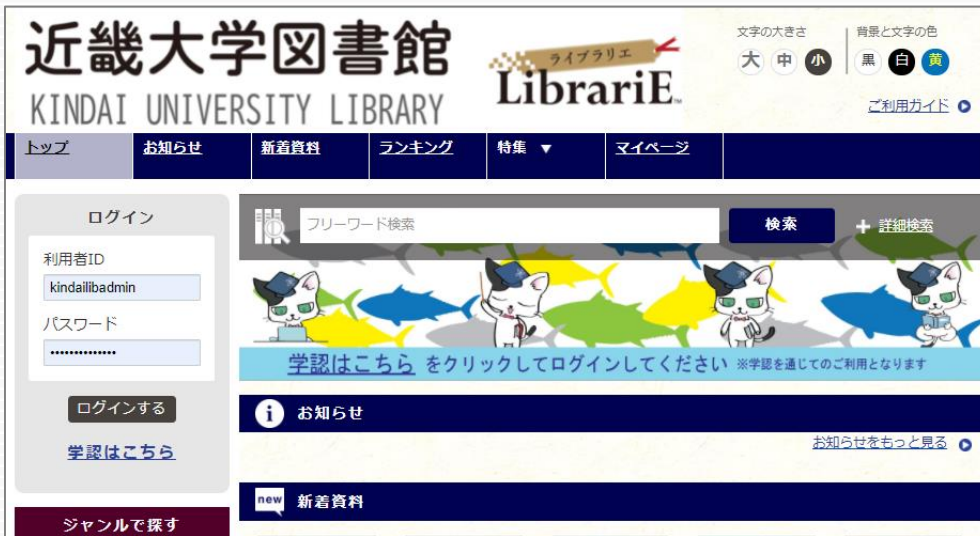 近畿大学図書館
KINDAI UNIVERSITY LIBRARY
ライブラリエ
LibrariE
文字の大きさ
大 中 小
背景と文字の色
黒 白 黄
ご利用ガイド
トップ お知らせ 新着資料 ランキング 特集 ▼ マイページ
ログイン
利用者ID
kindailibadmin
パスワード
••••••••••••••
ログインする
学認はこちら
ジャンルで探す
フリーワード検索 検索 + 詳細検索
学認はこちら をクリックしてログインしてください ※学認を通じてのご利用となります
i お知らせ
お知らせをもっと見る
new 新着資料